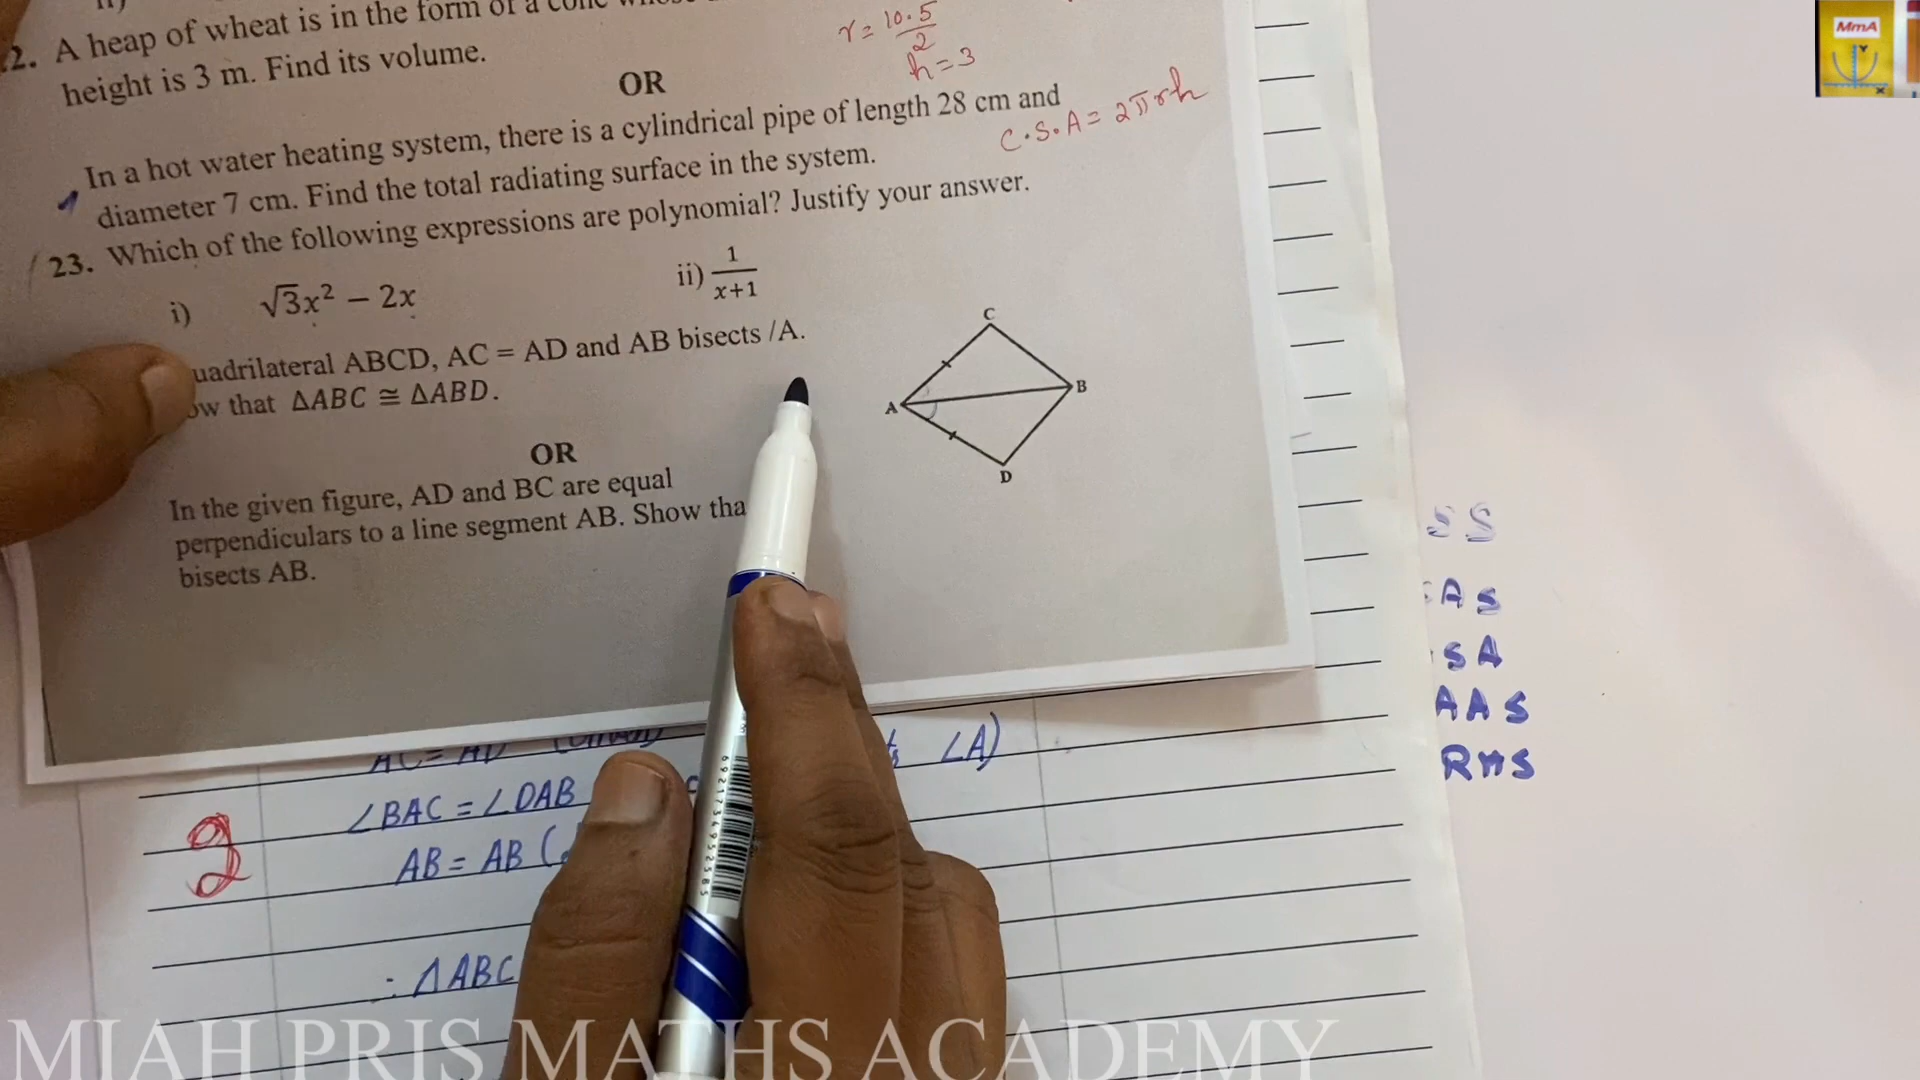 2. A heap of wheat is in the form of a cone
height is 3 m. Find its volume.
r = 10.5/2
h = 3
OR
In a hot water heating system, there is a cylindrical pipe of length 28 cm and
diameter 7 cm. Find the total radiating surface in the system.
C.S.A = 2πrh
23. Which of the following expressions are polynomial? Justify your answer.
i) √3x² − 2x ii) 1/(x+1)
uadrilateral ABCD, AC = AD and AB bisects /A.
ow that ΔABC ≅ ΔABD.
C
A
B
D
OR
In the given figure, AD and BC are equal
perpendiculars to a line segment AB. Show tha
bisects AB.
SS
AS
SA
AAS
RHS
AC = AD ∠A)
∠BAC = ∠DAB
AB = AB (
2
∴ ΔABC
6921734952585
MmA
Y
X
MIAH PRIS MATHS ACADEMY